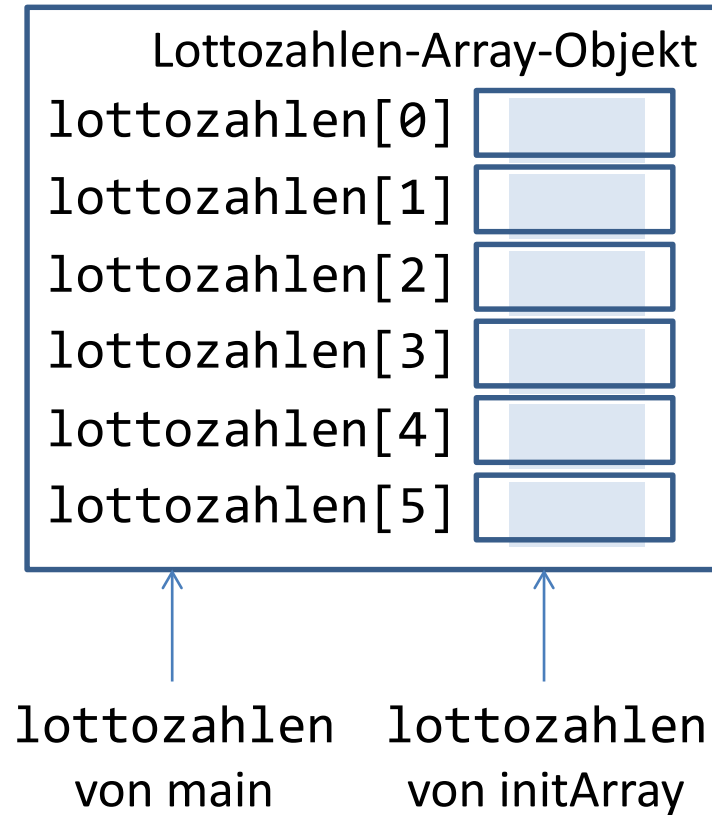 Lottozahlen-Array-Objekt
lottozahlen[0]
lottozahlen[1]
lottozahlen[2]
lottozahlen[3]
lottozahlen[4]
lottozahlen[5]
lottozahlen lottozahlen
von main von initArray